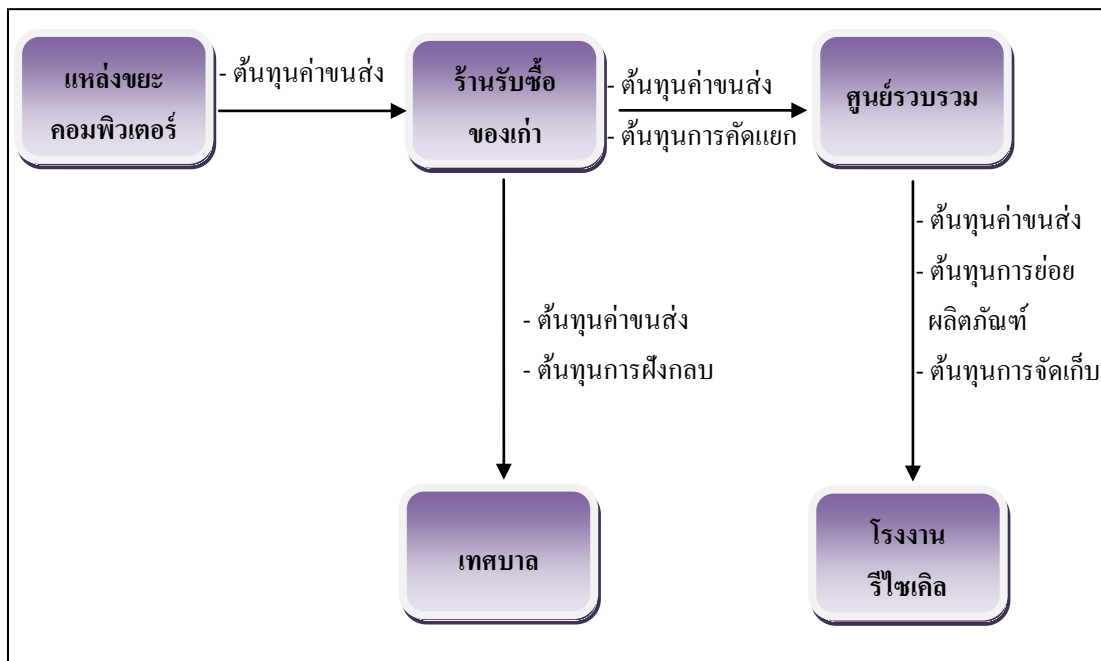 แหล่งขยะ
คอมพิวเตอร์
- ต้นทุนค่าขนส่ง
ร้านรับซื้อ
ของเก่า
- ต้นทุนค่าขนส่ง
- ต้นทุนการคัดแยก
ศูนย์รวบรวม
- ต้นทุนค่าขนส่ง
- ต้นทุนการฝังกลบ
- ต้นทุนค่าขนส่ง
- ต้นทุนการย่อย
ผลิตภัณฑ์
- ต้นทุนการจัดเก็บ
เทศบาล
โรงงาน
รีไซเคิล